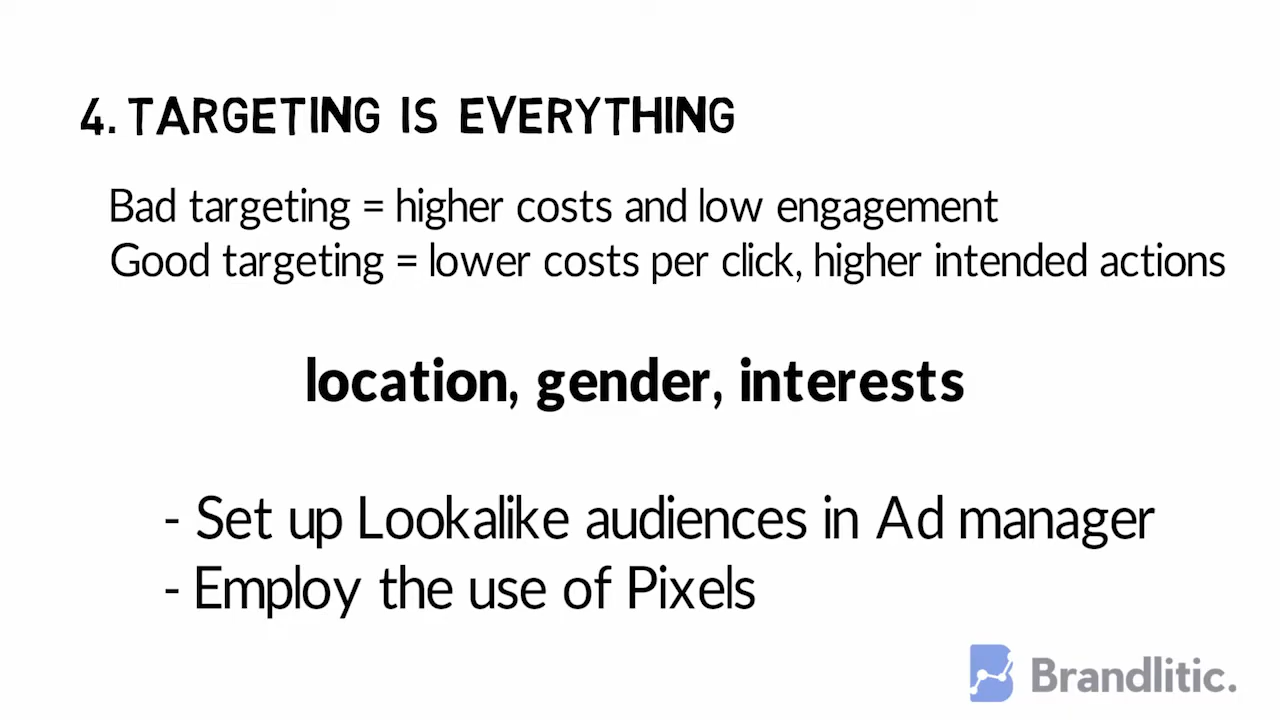 4. TARGETING IS EVERYTHING
Bad targeting = higher costs and low engagement
Good targeting = lower costs per click, higher intended actions
location, gender, interests
- Set up Lookalike audiences in Ad manager
- Employ the use of Pixels
Brandlitic.